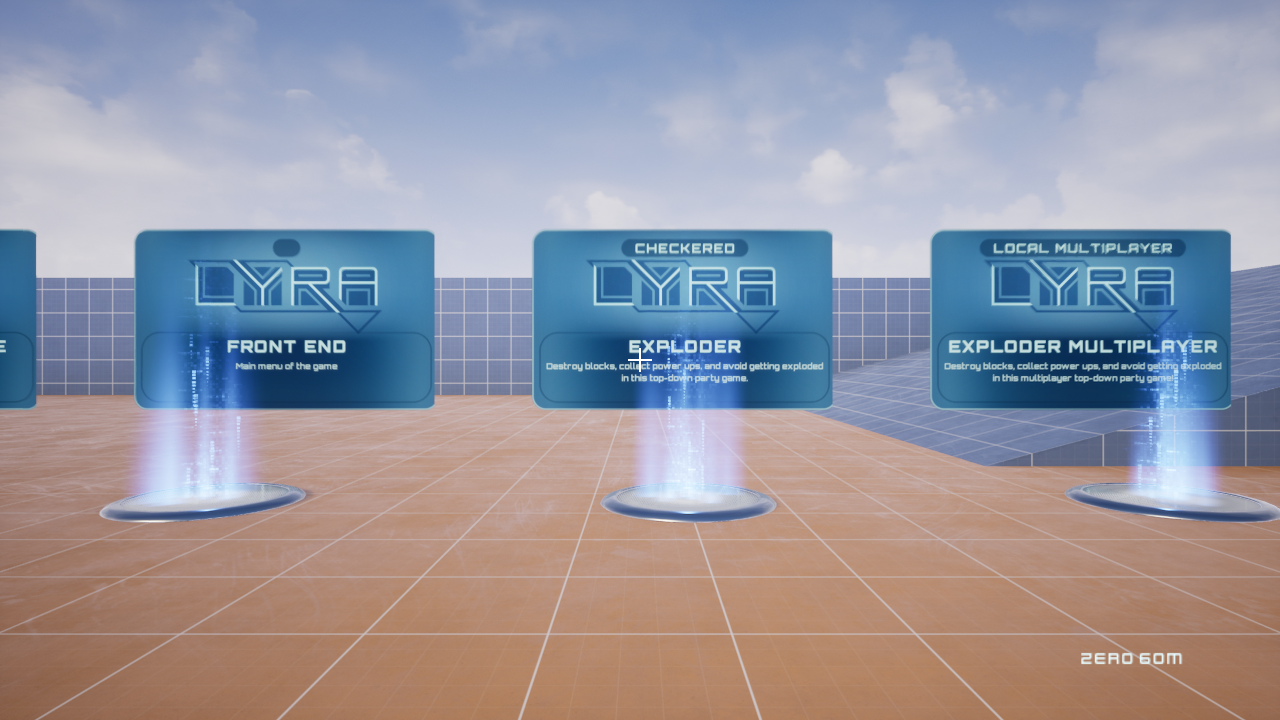 E
LYRA
FRONT END
Main menu of the game
CHECKERED
LYRA
EXPLODER
Destroy blocks, collect power ups, and avoid getting exploded
in this top-down party game.
LOCAL MULTIPLAYER
LYRA
EXPLODER MULTIPLAYER
Destroy blocks, collect power ups, and avoid getting exploded
in this multiplayer top-down party game.
ZERO GOM